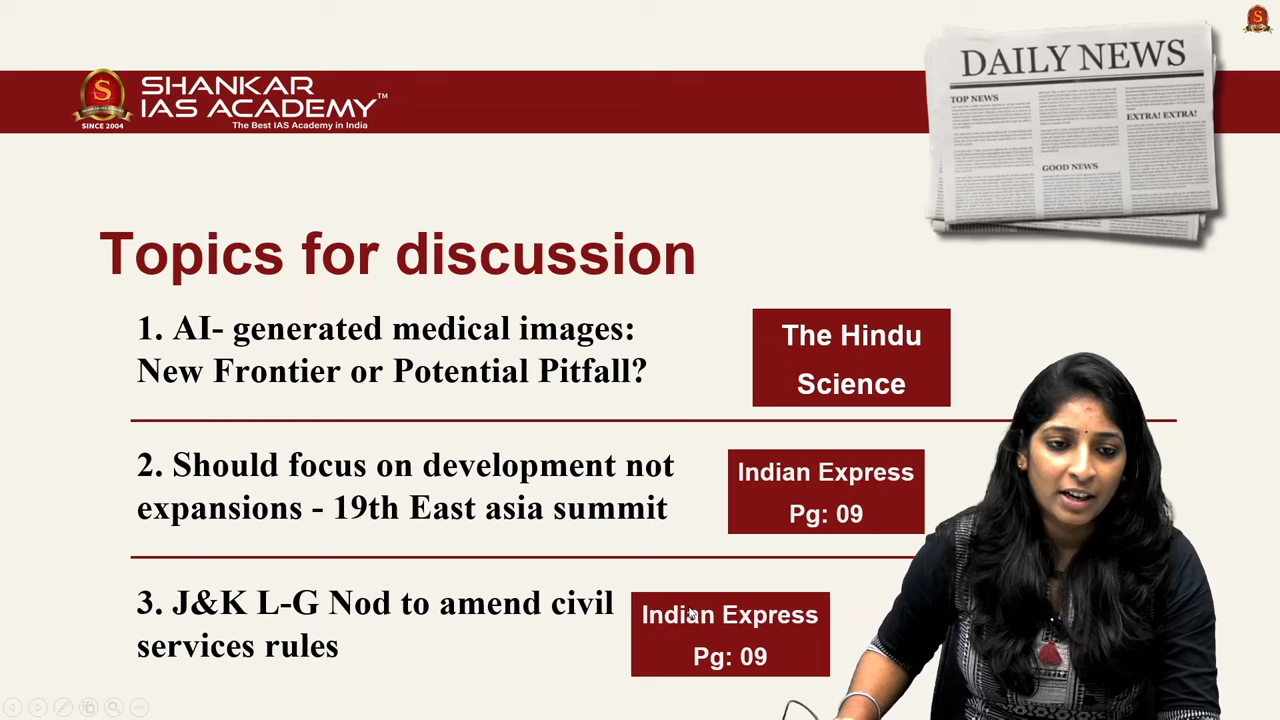 SHANKAR
IAS ACADEMY™
The Best IAS Academy in India
SINCE 2004
DAILY NEWS
TOP NEWS
EXTRA! EXTRA!
GOOD NEWS
Topics for discussion
1. AI- generated medical images:
New Frontier or Potential Pitfall?
The Hindu
Science
2. Should focus on development not
expansions - 19th East asia summit
Indian Express
Pg: 09
3. J&K L-G Nod to amend civil
services rules
Indian Express
Pg: 09